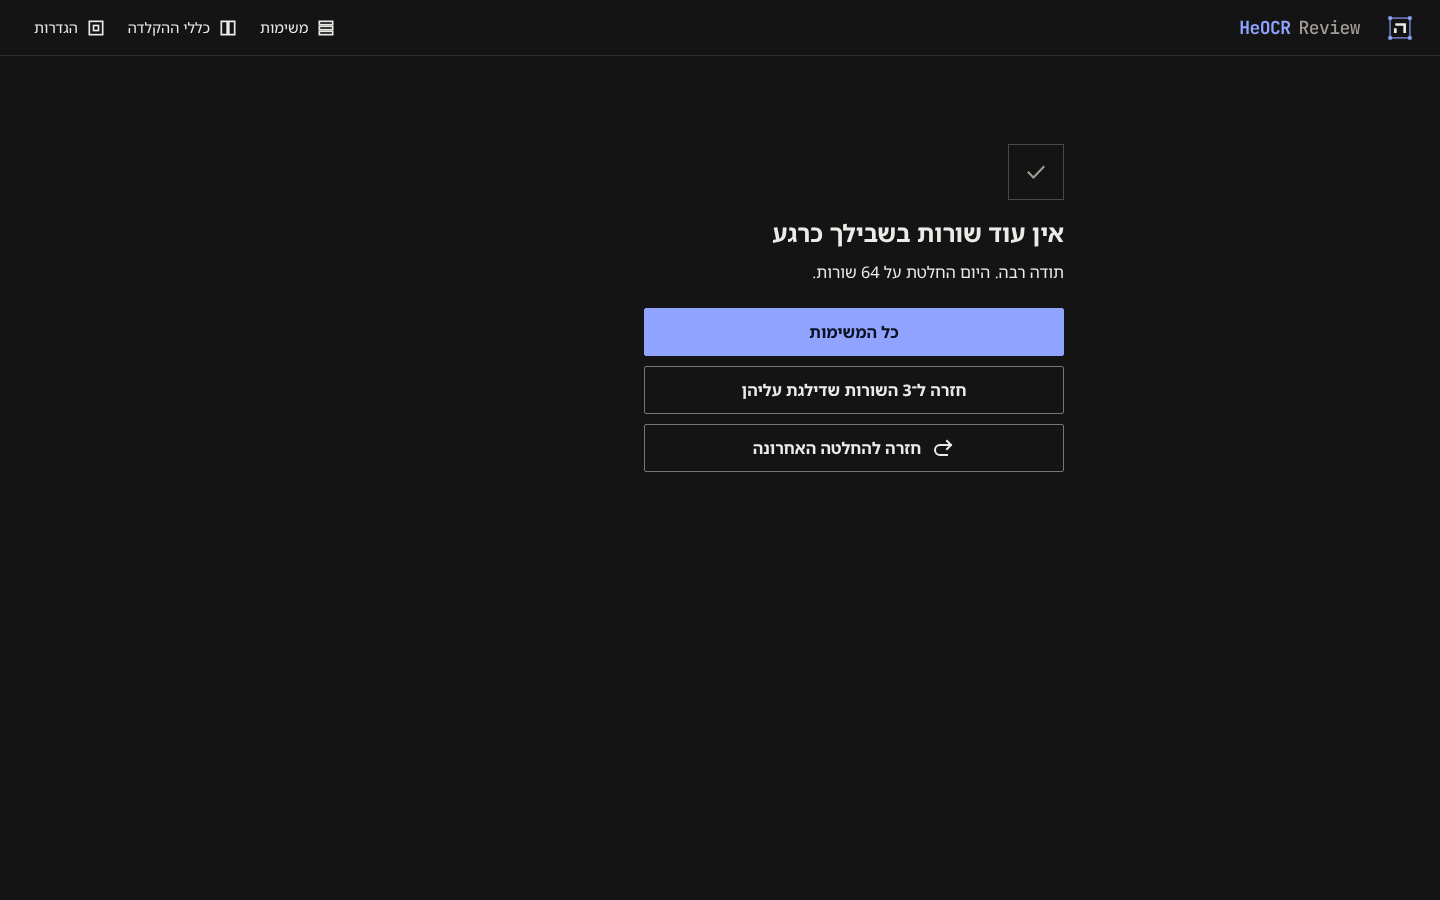 ה HeOCR Review
משימות
כללי ההקלדה
הגדרות
אין עוד שורות בשבילך כרגע
תודה רבה. היום החלטת על 64 שורות.
כל המשימות
חזרה ל־3 השורות שדילגת עליהן
חזרה להחלטה האחרונה